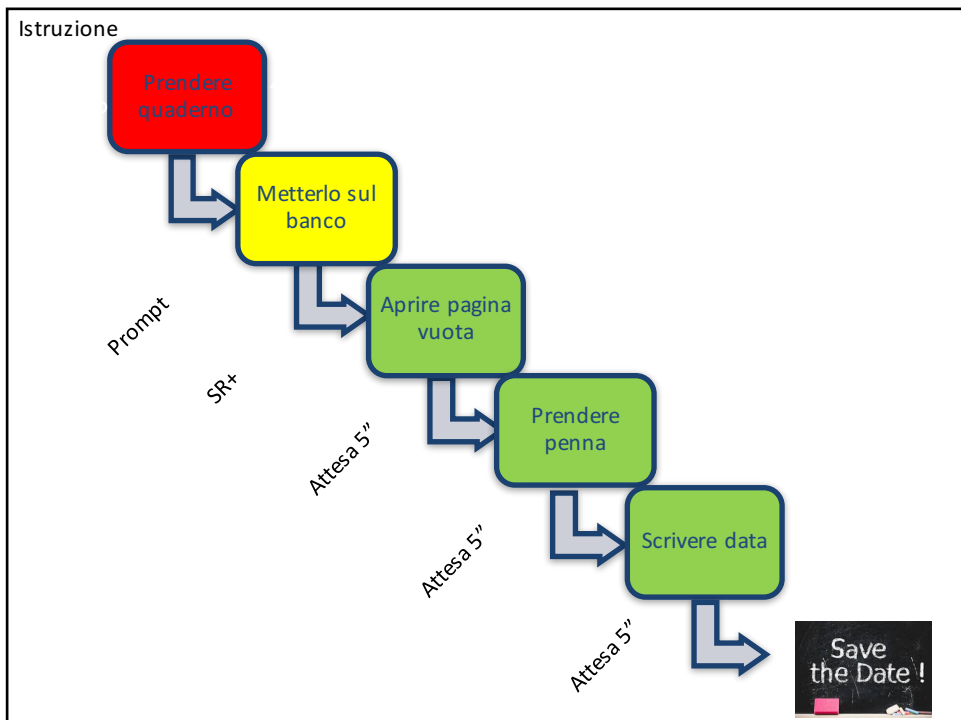 Istruzione
Prendere
quaderno
Metterlo sul
banco
Prompt
Aprire pagina
vuota
SR+
Prendere
penna
Attesa 5”
Scrivere data
Attesa 5”
Attesa 5”
Save
the Date !